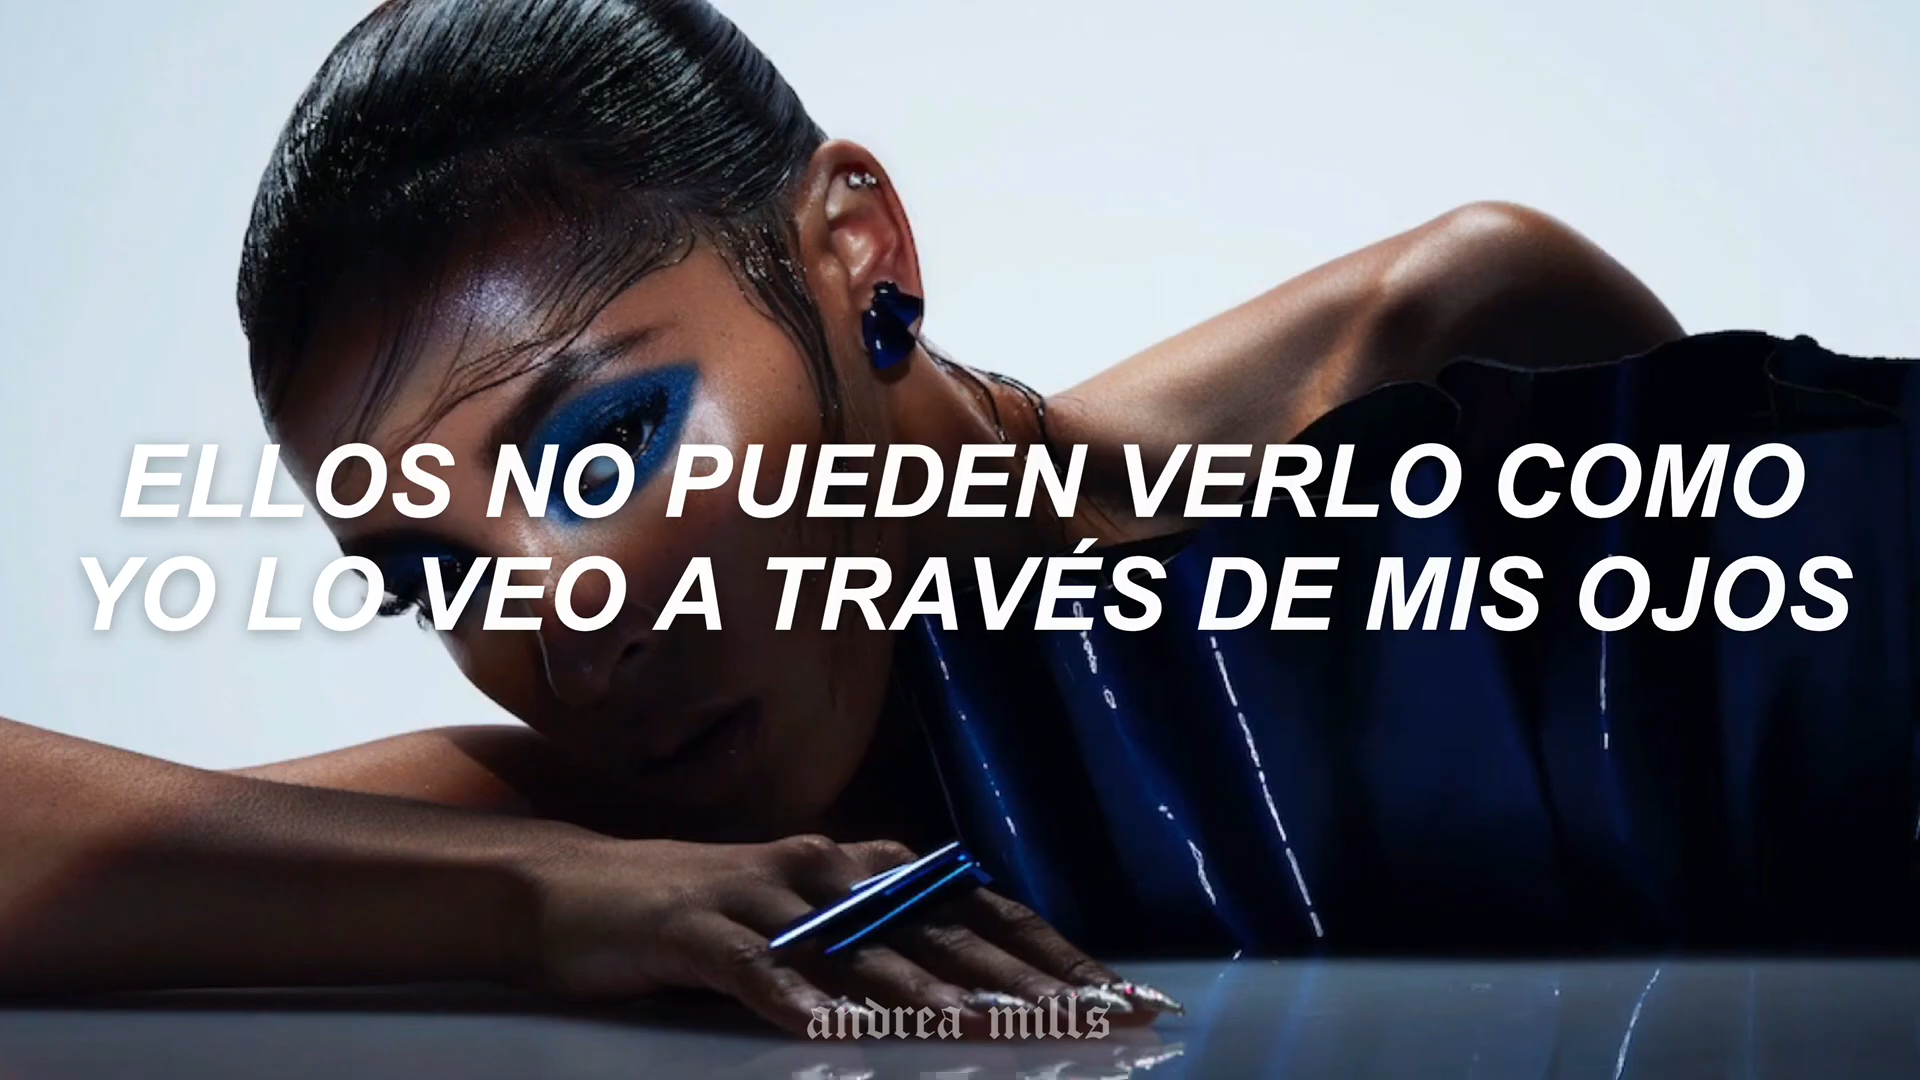 ELLOS NO PUEDEN VERLO COMO
YO LO VEO A TRAVÉS DE MIS OJOS
andrea mills